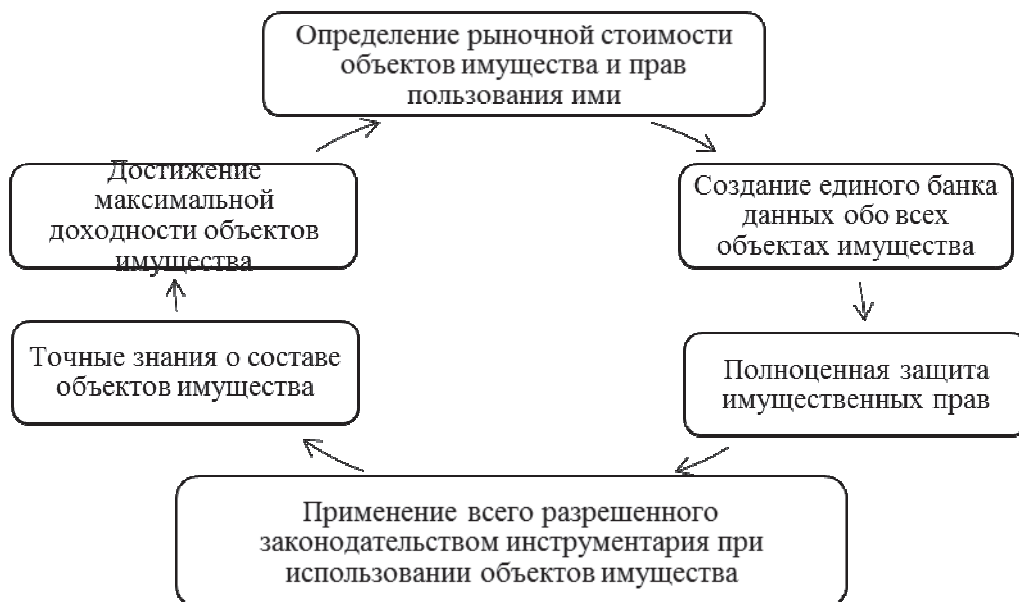 Определение рыночной стоимости
объектов имущества и прав
пользования ими
Создание единого банка
данных обо всех
объектах имущества
Полноценная защита
имущественных прав
Применение всего разрешенного
законодательством инструментария при
использовании объектов имущества
Точные знания о составе
объектов имущества
Достижение
максимальной
доходности объектов
имущества